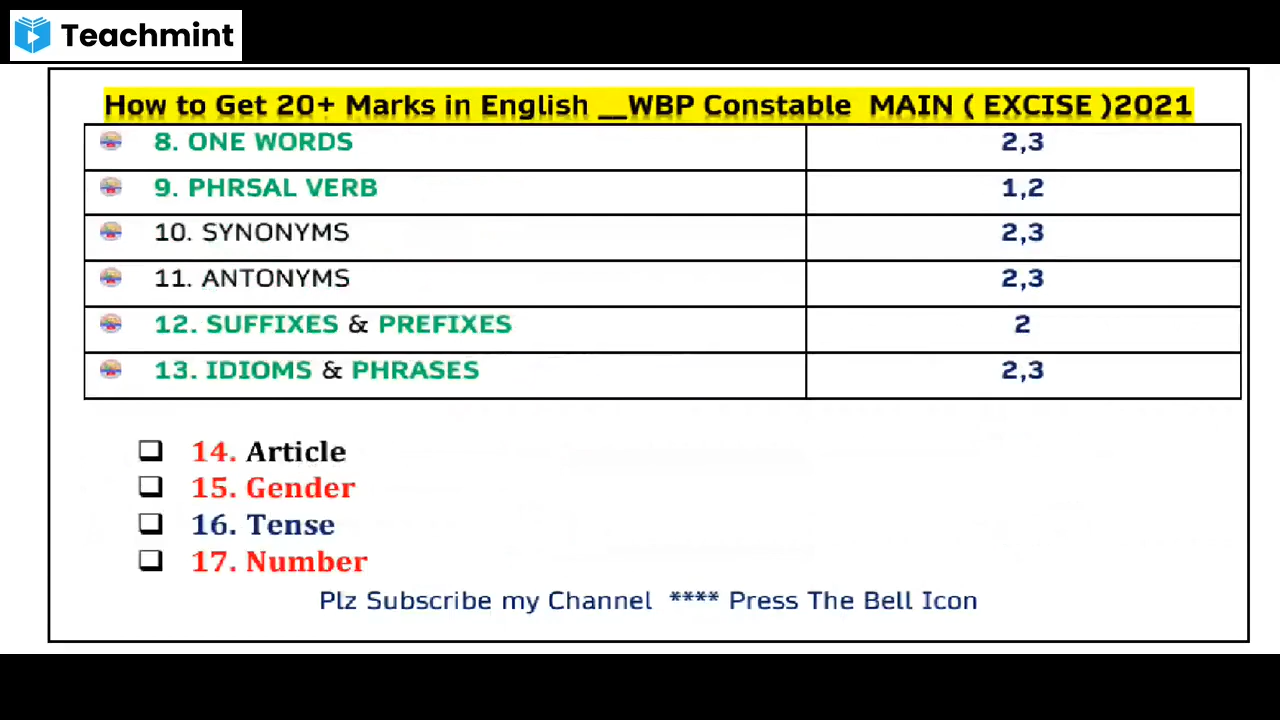 Teachmint
How to Get 20+ Marks in English __WBP Constable MAIN ( EXCISE )2021
8. ONE WORDS 2,3
9. PHRSAL VERB 1,2
10. SYNONYMS 2,3
11. ANTONYMS 2,3
12. SUFFIXES & PREFIXES 2
13. IDIOMS & PHRASES 2,3
14. Article
15. Gender
16. Tense
17. Number
Plz Subscribe my Channel **** Press The Bell Icon